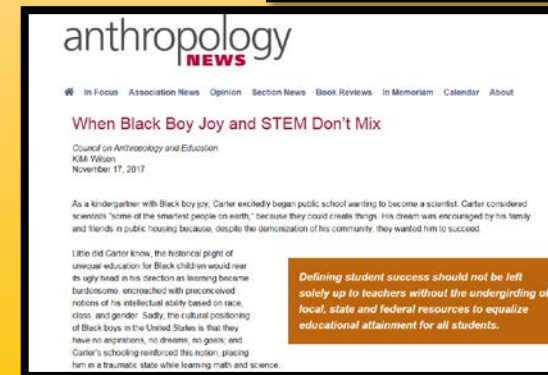 anthropology
NEWS
In Focus Association News Opinion Section News Book Reviews In Memoriam Calendar About
When Black Boy Joy and STEM Don't Mix
Council on Anthropology and Education
KiMi Wilson
November 17, 2017
As a kindergartner with Black boy joy, Carter excitedly began public school wanting to become a scientist. Carter considered
scientists "some of the smartest people on earth," because they could create things. His dream was encouraged by his family
and friends in public housing because, despite the demonization of his community, they wanted him to succeed.
Little did Carter know, the historical plight of
unequal education for Black children would rear
its ugly head in his direction as learning became
burdensome, encroached with preconceived
notions of his intellectual ability based on race,
class, and gender. Sadly, the cultural positioning
of Black boys in the United States is that they
have no aspirations, no dreams, no goals; and
Carter's schooling reinforced this notion, placing
him in a traumatic state while learning math and science.
Defining student success should not be left
solely up to teachers without the undergirding of
local, state and federal resources to equalize
educational attainment for all students.